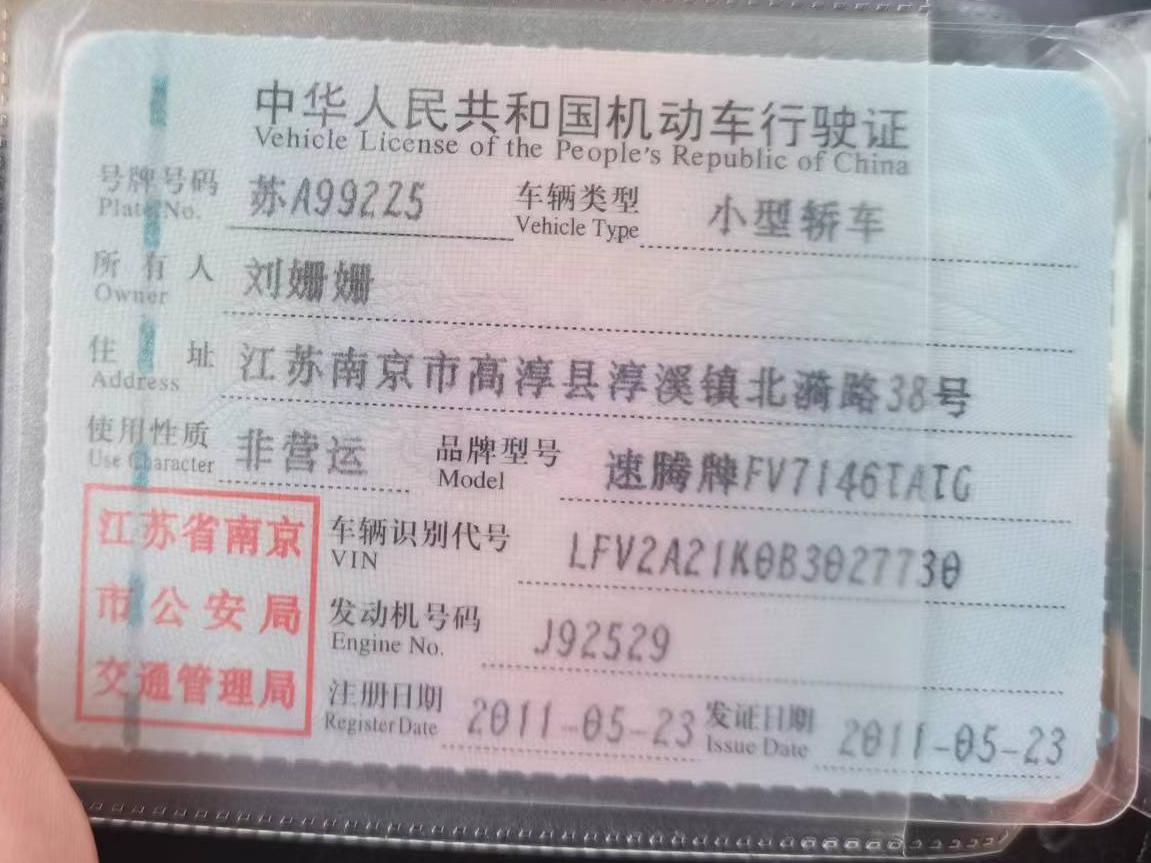 中华人民共和国机动车行驶证
Vehicle License of the People's Republic of China
号牌号码 苏A99225 车辆类型 小型轿车
Plate No. Vehicle Type
所有人 刘姗姗
Owner
住址 江苏南京市高淳县淳溪镇北漪路38号
Address
使用性质 非营运 品牌型号 速腾牌FV7146TATG
Use Character Model
江苏省南京
市公安局
交通管理局
车辆识别代号 LFV2A21K0B3027730
VIN
发动机号码 J92529
Engine No.
注册日期 2011-05-23 发证日期 2011-05-23
Register Date Issue Date